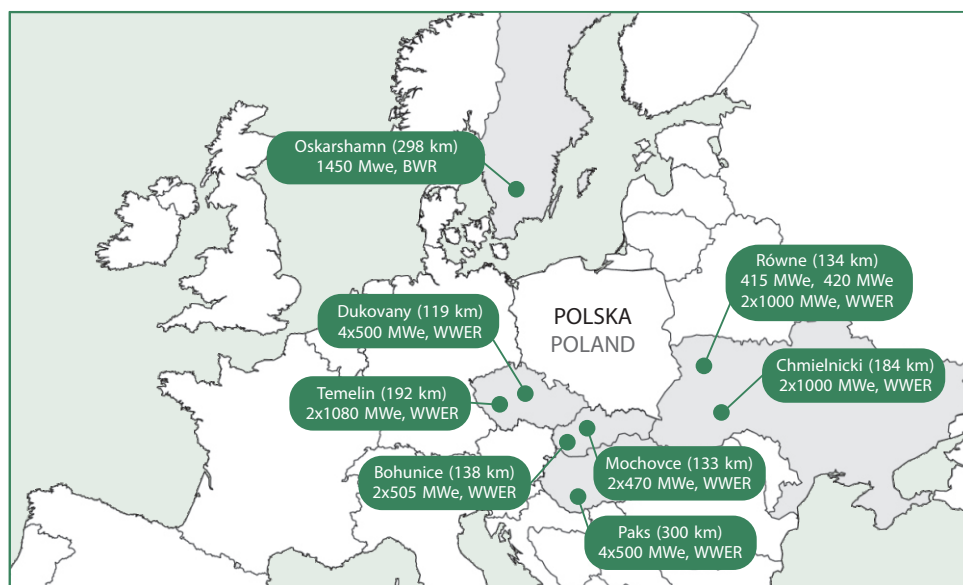 Oskarshamn (298 km)
1450 Mwe, BWR
Równe (134 km)
415 MWe, 420 MWe
2x1000 MWe, WWER
Dukovany (119 km)
4x500 MWe, WWER
POLSKA
POLAND
Chmielnicki (184 km)
2x1000 MWe, WWER
Temelin (192 km)
2x1080 MWe, WWER
Bohunice (138 km)
2x505 MWe, WWER
Mochovce (133 km)
2x470 MWe, WWER
Paks (300 km)
4x500 MWe, WWER